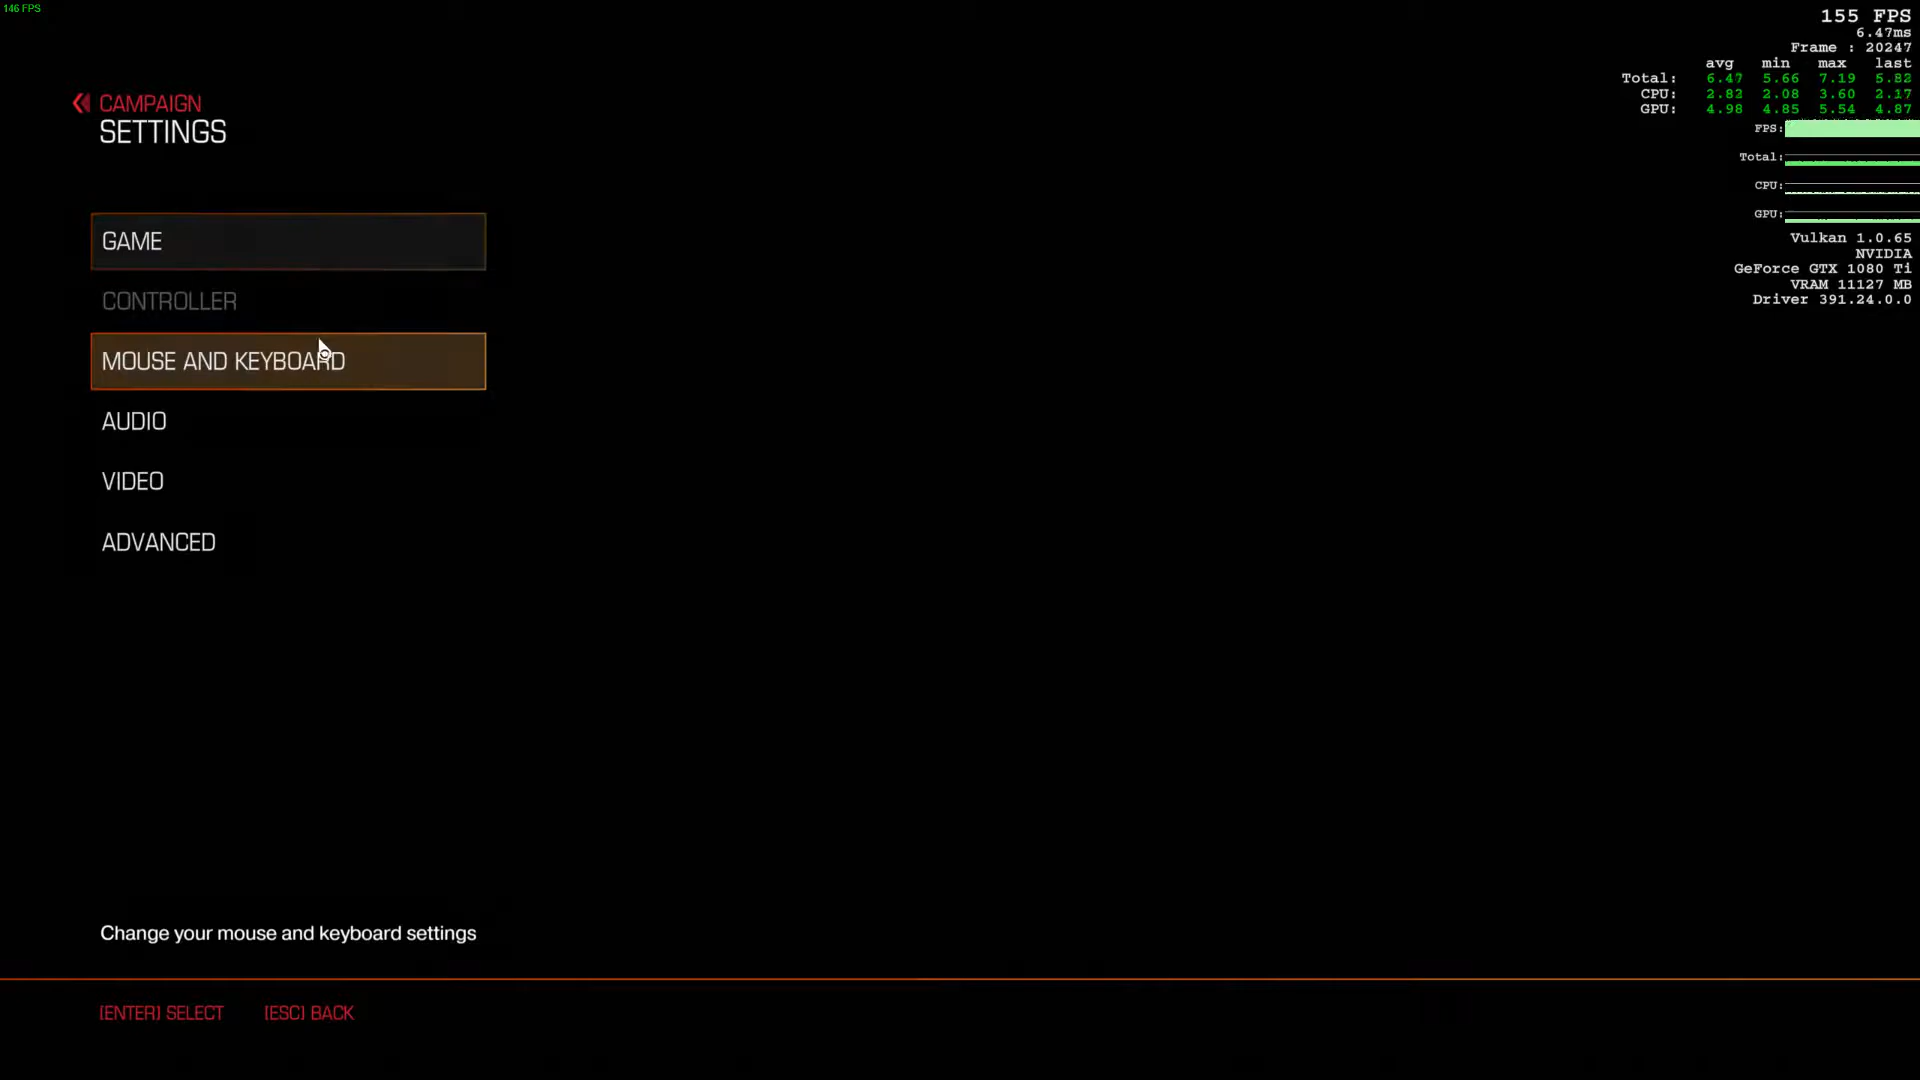 146 FPS
155 FPS
6.47ms
Frame : 20247
avg min max last
Total: 6.47 5.66 7.19 5.82
CPU: 2.82 2.08 3.60 2.17
GPU: 4.98 4.85 5.54 4.87
FPS:
Total:
CPU:
GPU:
Vulkan 1.0.65
NVIDIA
GeForce GTX 1080 Ti
VRAM 11127 MB
Driver 391.24.0.0
CAMPAIGN
SETTINGS
GAME
CONTROLLER
MOUSE AND KEYBOARD
AUDIO
VIDEO
ADVANCED
Change your mouse and keyboard settings
[ENTER] SELECT [ESC] BACK